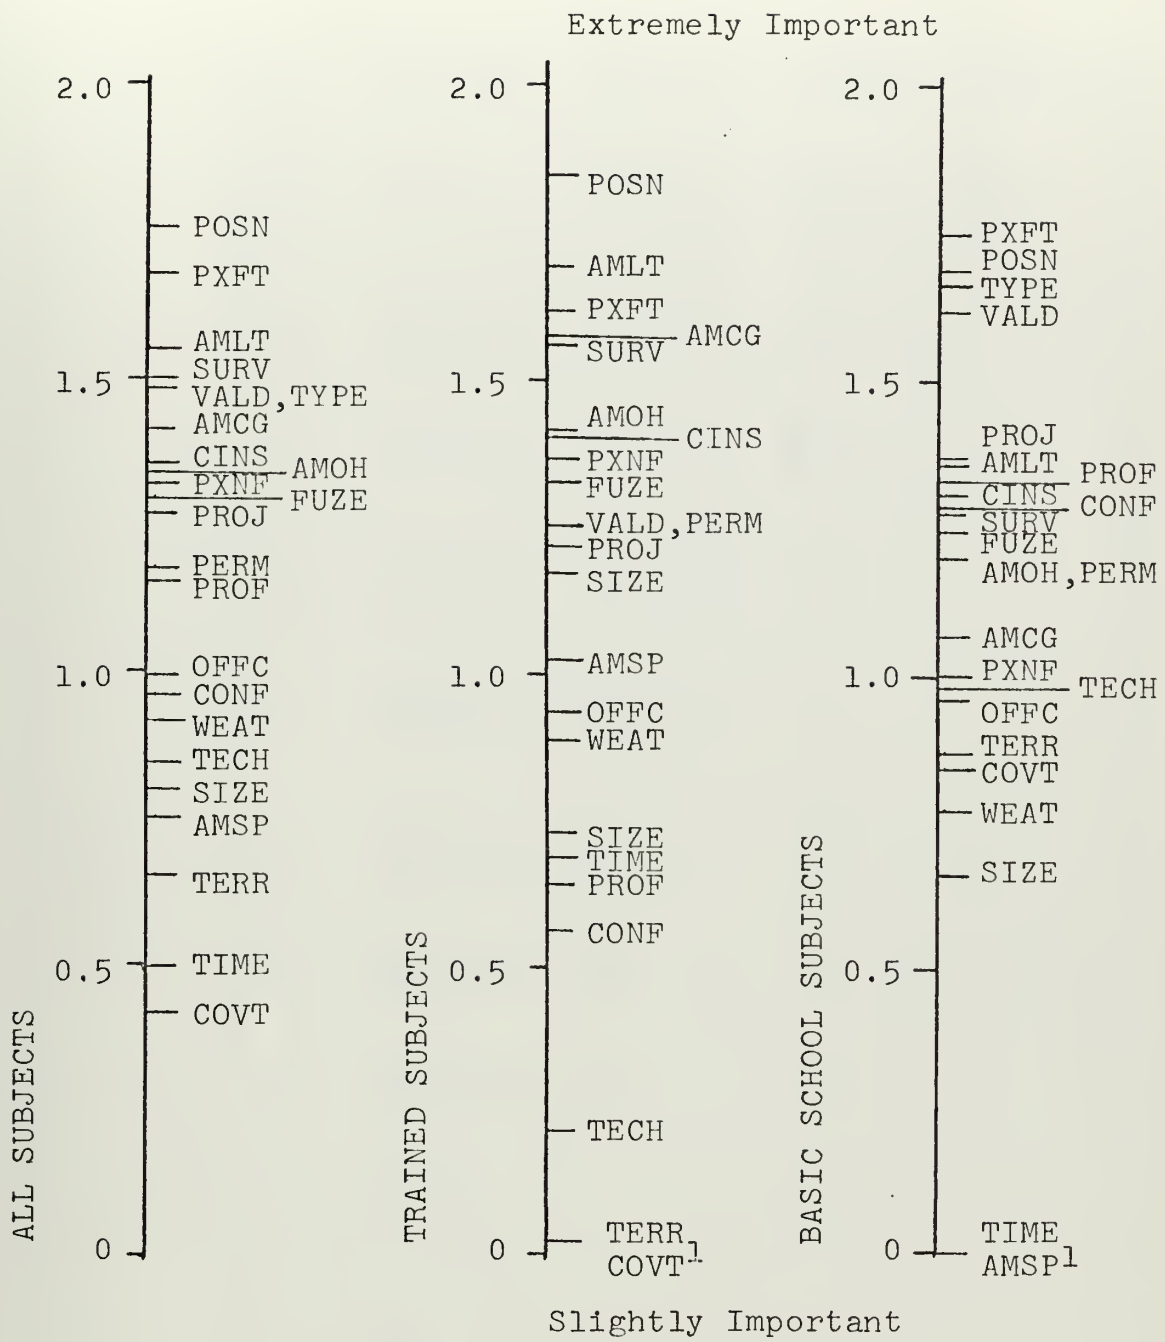 Extremely Important
ALL SUBJECTS
2.0
POSN
PXFT
AMLT
SURV
1.5
VALD,TYPE
AMCG
CINS
AMOH
PXNF
FUZE
PROJ
PERM
PROF
OFFC
1.0
CONF
WEAT
TECH
SIZE
AMSP
TERR
TIME
0.5
COVT
0
TRAINED SUBJECTS
2.0
POSN
AMLT
PXFT
AMCG
SURV
1.5
AMOH
CINS
PXNF
FUZE
VALD,PERM
PROJ
SIZE
AMSP
1.0
OFFC
WEAT
SIZE
TIME
PROF
CONF
0.5
TECH
TERR
0
COVT1
BASIC SCHOOL SUBJECTS
2.0
PXFT
POSN
TYPE
VALD
1.5
PROJ
AMLT
PROF
CINS
CONF
SURV
FUZE
AMOH,PERM
AMCG
PXNF
1.0
TECH
OFFC
TERR
COVT
WEAT
SIZE
0.5
TIME
0
AMSP1
Slightly Important